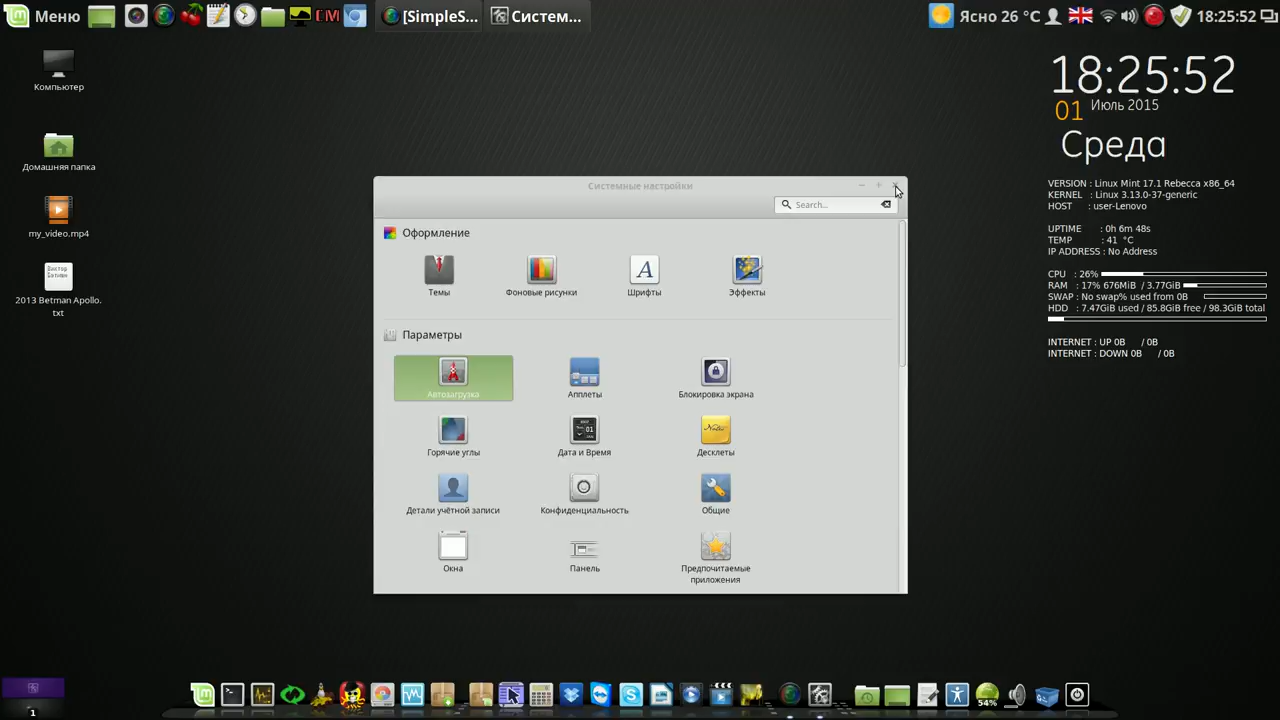 Меню
[SimpleS...
Систем...
Ясно 26 °C
18:25:52
Компьютер
Домашняя папка
my_video.mp4
Виктор
Бетман
2013 Betman Apollo.
txt
18:25:52
01 Июль 2015
Среда
VERSION : Linux Mint 17.1 Rebecca x86_64
KERNEL : Linux 3.13.0-37-generic
HOST : user-Lenovo
UPTIME : 0h 6m 48s
TEMP : 41 °C
IP ADDRESS : No Address
CPU : 26%
RAM : 17% 676MiB / 3.77GiB
SWAP : No swap% used from 0B
HDD : 7.47GiB used / 85.8GiB free / 98.3GiB total
INTERNET : UP 0B / 0B
INTERNET : DOWN 0B / 0B
Системные настройки
Search...
Оформление
Темы
Фоновые рисунки
Шрифты
Эффекты
Параметры
Автозагрузка
Апплеты
Блокировка экрана
Горячие углы
Дата и Время
Десклеты
Детали учётной записи
Конфиденциальность
Общие
Окна
Панель
Предпочитаемые
приложения
1
54%